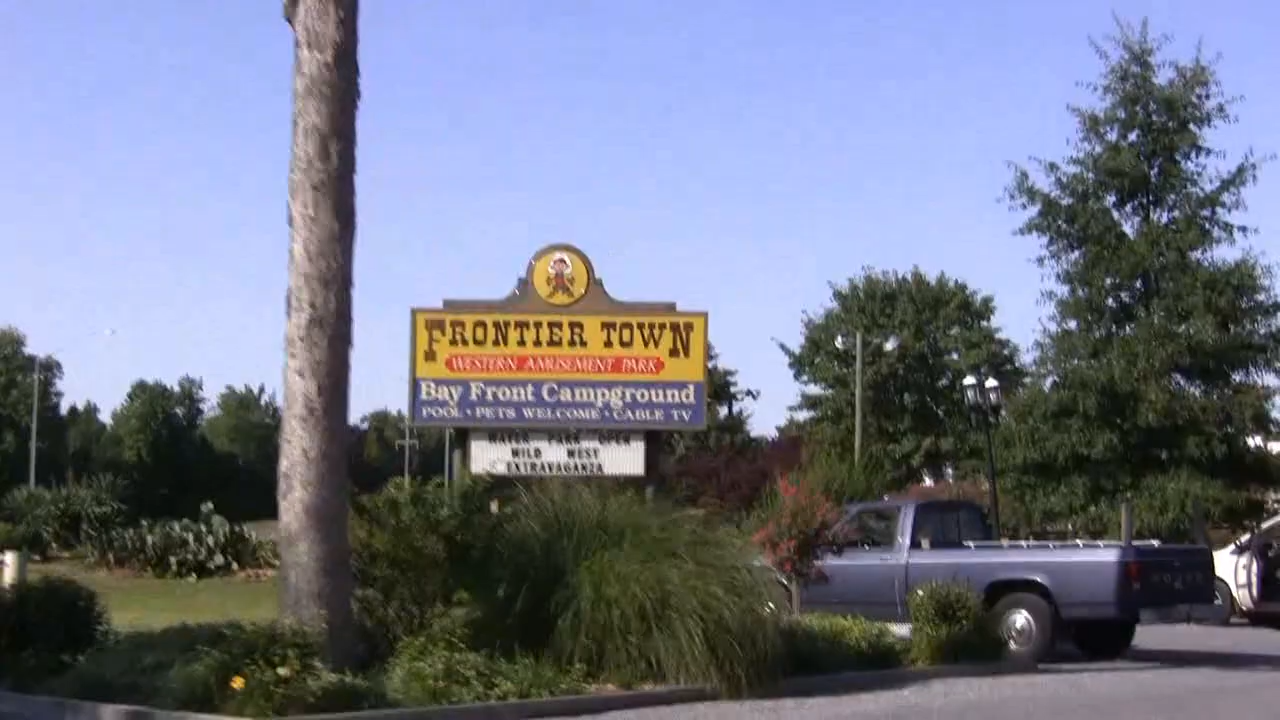 FRONTIER TOWN
WESTERN AMUSEMENT PARK
Bay Front Campground
POOL • PETS WELCOME • CABLE TV
WATER PARK OPEN
WILD WEST
EXTRAVAGANZA